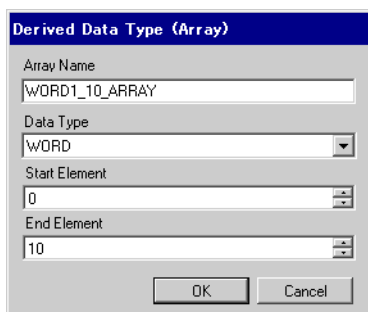 Derived Data Type (Array)
Array Name
WORD1_10_ARRAY
Data Type
WORD
Start Element
0
End Element
10
OK Cancel